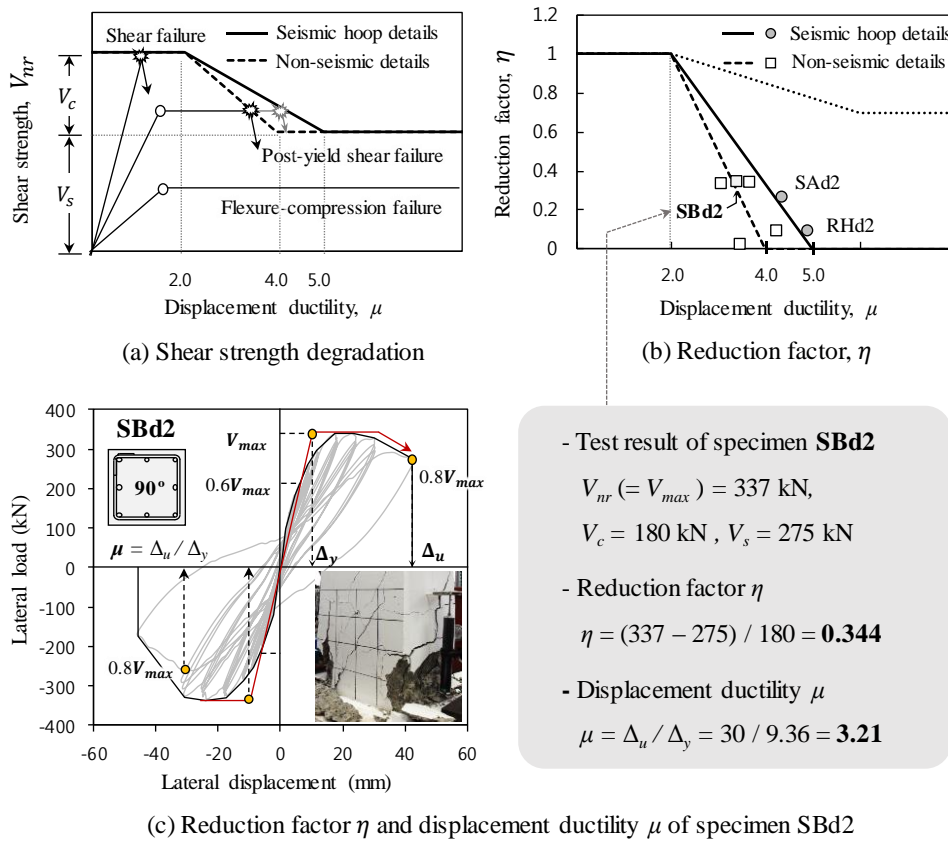 Shear strength, V_nr
V_c
V_s
Shear failure
Seismic hoop details
Non-seismic details
Post-yield shear failure
Flexure-compression failure
2.0
4.0
5.0
Displacement ductility, μ
(a) Shear strength degradation
Reduction factor, η
1.2
1
0.8
0.6
0.4
0.2
0
Seismic hoop details
Non-seismic details
SAd2
SBd2
RHd2
2.0
4.0
5.0
Displacement ductility, μ
(b) Reduction factor, η
Lateral load (kN)
400
300
200
100
0
-100
-200
-300
-400
SBd2
90°
μ = Δ_u / Δ_y
V_max
0.6V_max
0.8V_max
Δ_y
Δ_u
0.8V_max
-60
-40
-20
0
20
40
60
Lateral displacement (mm)
- Test result of specimen SBd2
V_nr (= V_max ) = 337 kN,
V_c = 180 kN , V_s = 275 kN
- Reduction factor η
η = (337 – 275) / 180 = 0.344
- Displacement ductility μ
μ = Δ_u / Δ_y = 30 / 9.36 = 3.21
(c) Reduction factor η and displacement ductility μ of specimen SBd2